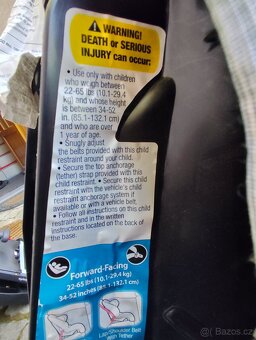 WARNING!
DEATH or SERIOUS
INJURY can occur:
• Use only with children
who weigh between
22-65 lbs (10.1-29.4
kg) and whose height
is between 34-52
in (85.1-132.1 cm)
and who are over
1 year of age.
• Snugly adjust
the belts provided with this child
restraint around your child.
• Secure the top anchorage
(tether) strap provided with this
child restraint. • Secure this child
restraint with the vehicle's child
restraint anchorage system if
available or with a vehicle belt.
• Follow all instructions on this child
restraint and in the written
instructions located on the back of
the base.
Forward-Facing
22-65 lbs (10.1-29.4 kg)
34-52 inches (85.1-132.1 cm)
Lap-Shoulder Belt
with Tether
Sbazar.cz